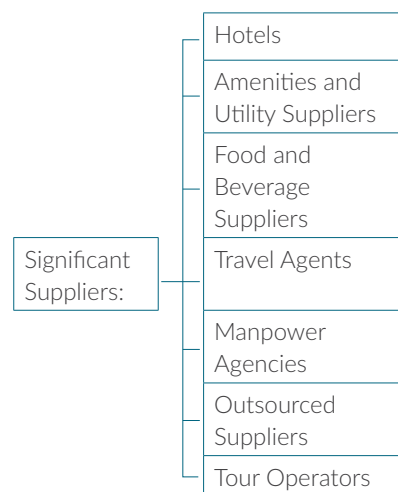 Significant
Suppliers:
Hotels
Amenities and
Utility Suppliers
Food and
Beverage
Suppliers
Travel Agents
Manpower
Agencies
Outsourced
Suppliers
Tour Operators